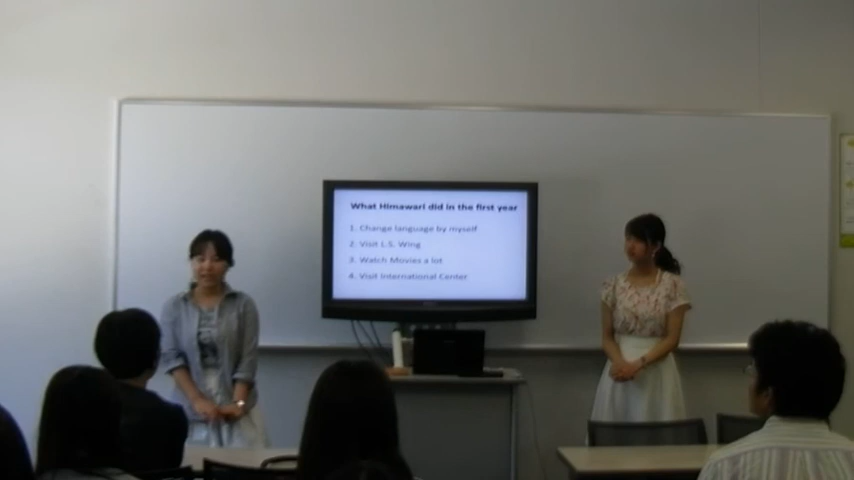 What Himawari did in the first year
1. Change language by myself
2. Visit L.S. Wing
3. Watch Movies a lot
4. Visit International Center